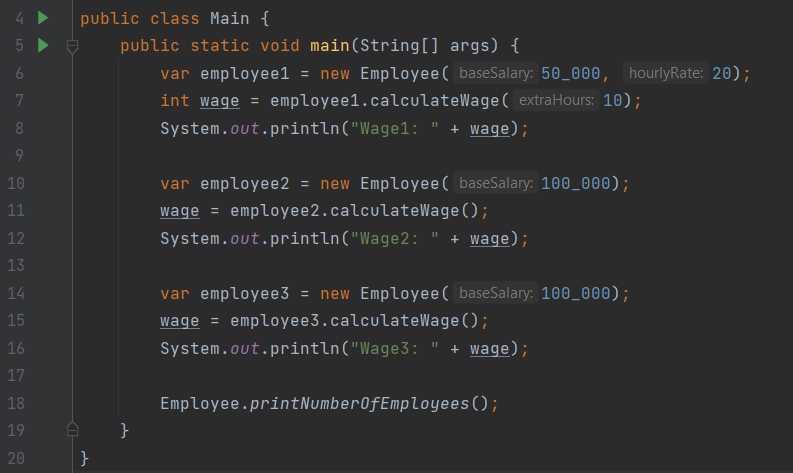 4 public class Main {
5 public static void main(String[] args) {
6 var employee1 = new Employee( baseSalary: 50_000, hourlyRate: 20);
7 int wage = employee1.calculateWage( extraHours: 10);
8 System.out.println("Wage1: " + wage);
9
10 var employee2 = new Employee( baseSalary: 100_000);
11 wage = employee2.calculateWage();
12 System.out.println("Wage2: " + wage);
13
14 var employee3 = new Employee( baseSalary: 100_000);
15 wage = employee3.calculateWage();
16 System.out.println("Wage3: " + wage);
17
18 Employee.printNumberOfEmployees();
19 }
20 }